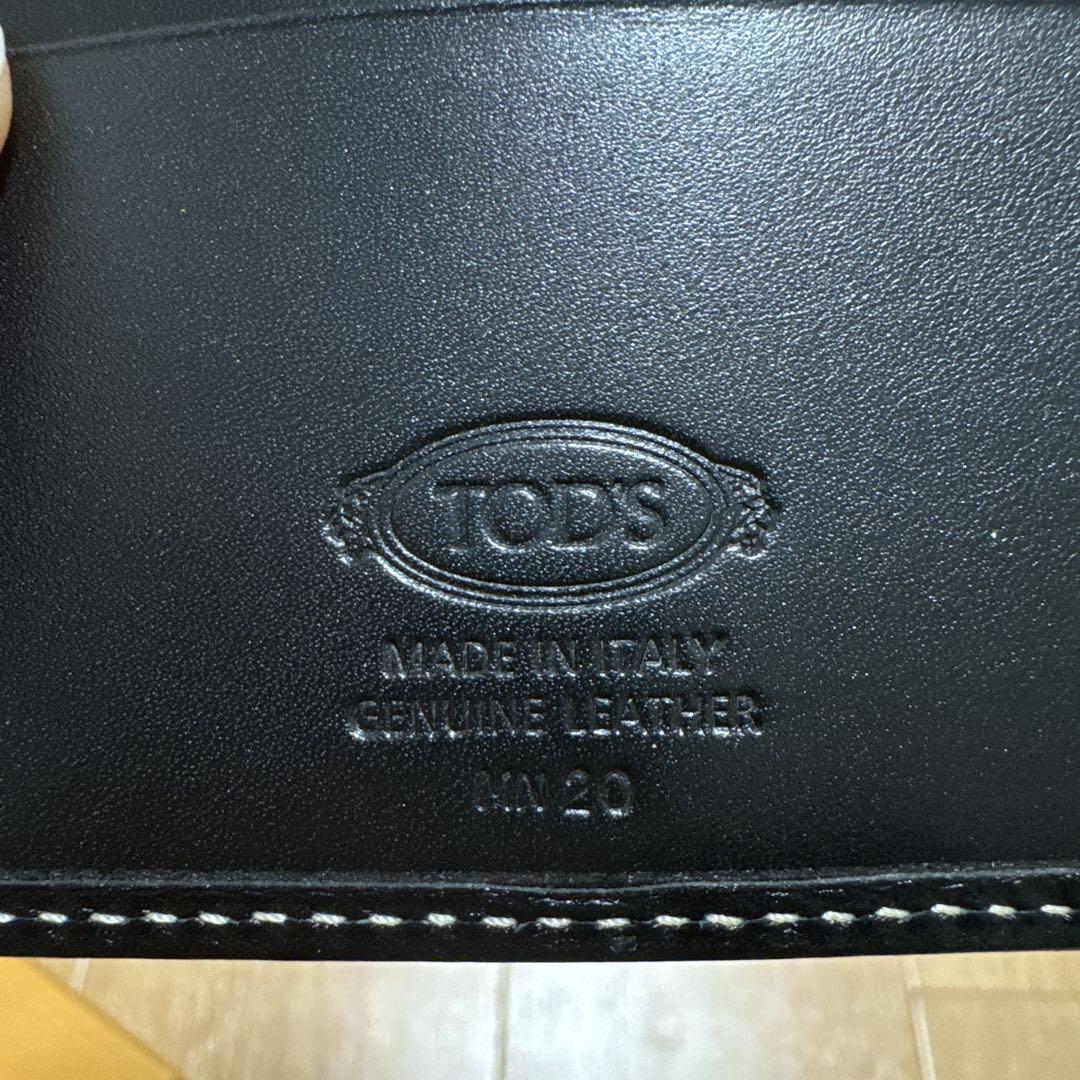 TOD'S
MADE IN ITALY
GENUINE LEATHER
MN 20